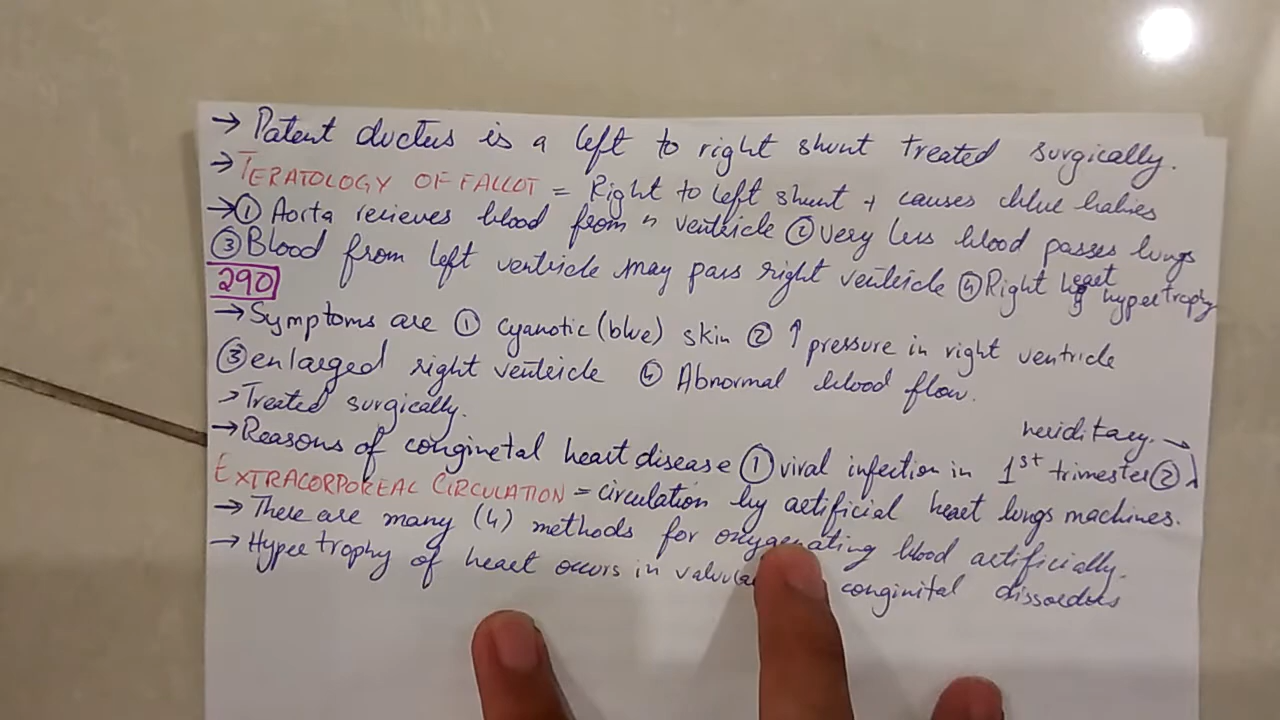 → Patent ductus is a left to right shunt treated surgically.
→ TERATOLOGY OF FALLOT = Right to left shunt + causes blue babies
→ ① Aorta recieves blood from " ventricle ② very less blood passes lungs
③ Blood from left ventricle may pass right ventricle ④ Right heart hypertrophy
290
→ Symptoms are ① cyanotic (blue) skin ② ↑ pressure in right ventricle
③ enlarged right ventricle ④ Abnormal blood flow.
→ Treated surgically.
hereditary. →
→ Reasons of conginetal heart disease ① viral infection in 1st trimester ②
EXTRACORPOREAL CIRCULATION = circulation by artificial heart lungs machines.
→ There are many (4) methods for oxygenating blood artificially.
→ Hypertrophy of heart occurs in conginital dissordos